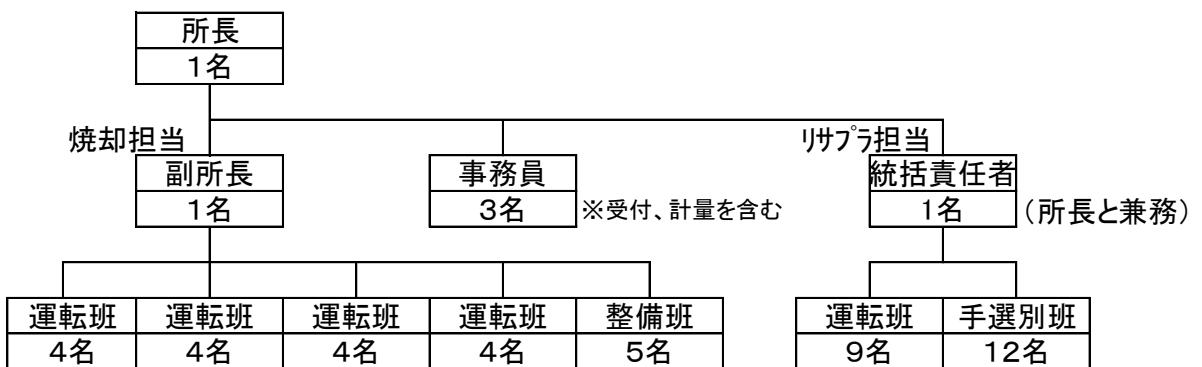 所長
1名
焼却担当
リサプラ担当
副所長
事務員
統括責任者
1名
3名
※受付、計量を含む
1名
(所長と兼務)
運転班
運転班
運転班
運転班
整備班
運転班
手選別班
4名
4名
4名
4名
5名
9名
12名